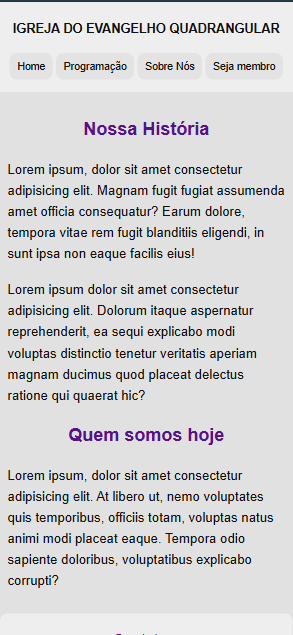 IGREJA DO EVANGELHO QUADRANGULAR
Home Programação Sobre Nós Seja membro
Nossa História
Lorem ipsum, dolor sit amet consectetur
adipisicing elit. Magnam fugit fugiat assumenda
amet officia consequatur? Earum dolore,
tempora vitae rem fugit blanditiis eligendi, in
sunt ipsa non eaque facilis eius!
Lorem ipsum, dolor sit amet consectetur
adipisicing elit. Dolorum itaque aspernatur
reprehenderit, ea sequi explicabo modi
voluptas distinctio tenetur veritatis aperiam
magnam ducimus quod placeat delectus
ratione qui quaerat hic?
Quem somos hoje
Lorem ipsum, dolor sit amet consectetur
adipisicing elit. At libero ut, nemo voluptates
quis temporibus, officiis totam, voluptas natus
animi modi placeat eaque. Tempora odio
sapiente doloribus, voluptatibus explicabo
corrupti?